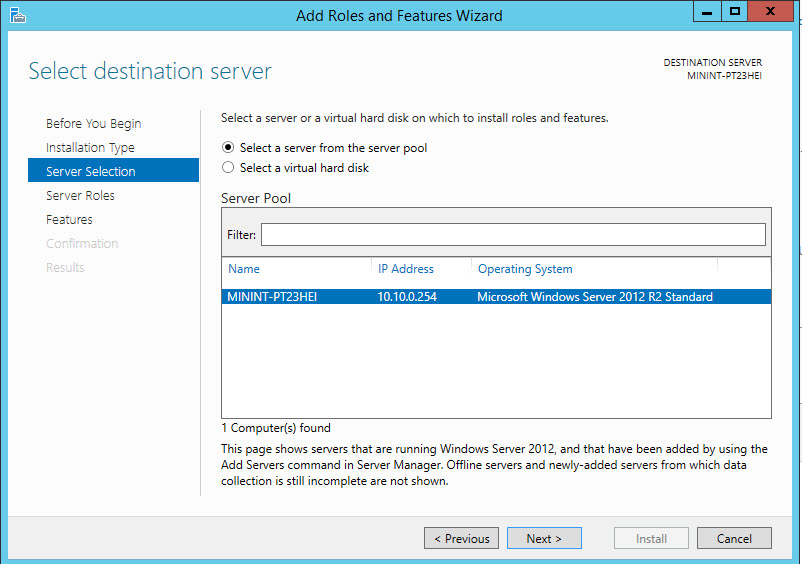 Add Roles and Features Wizard
Select destination server
DESTINATION SERVER
MININT-PT23HEI
Before You Begin
Installation Type
Server Selection
Server Roles
Features
Confirmation
Results
Select a server or a virtual hard disk on which to install roles and features.
Select a server from the server pool
Select a virtual hard disk
Server Pool
Filter:
Name IP Address Operating System
MININT-PT23HEI 10.10.0.254 Microsoft Windows Server 2012 R2 Standard
1 Computer(s) found
This page shows servers that are running Windows Server 2012, and that have been added by using the
Add Servers command in Server Manager. Offline servers and newly-added servers from which data
collection is still incomplete are not shown.
< Previous Next > Install Cancel